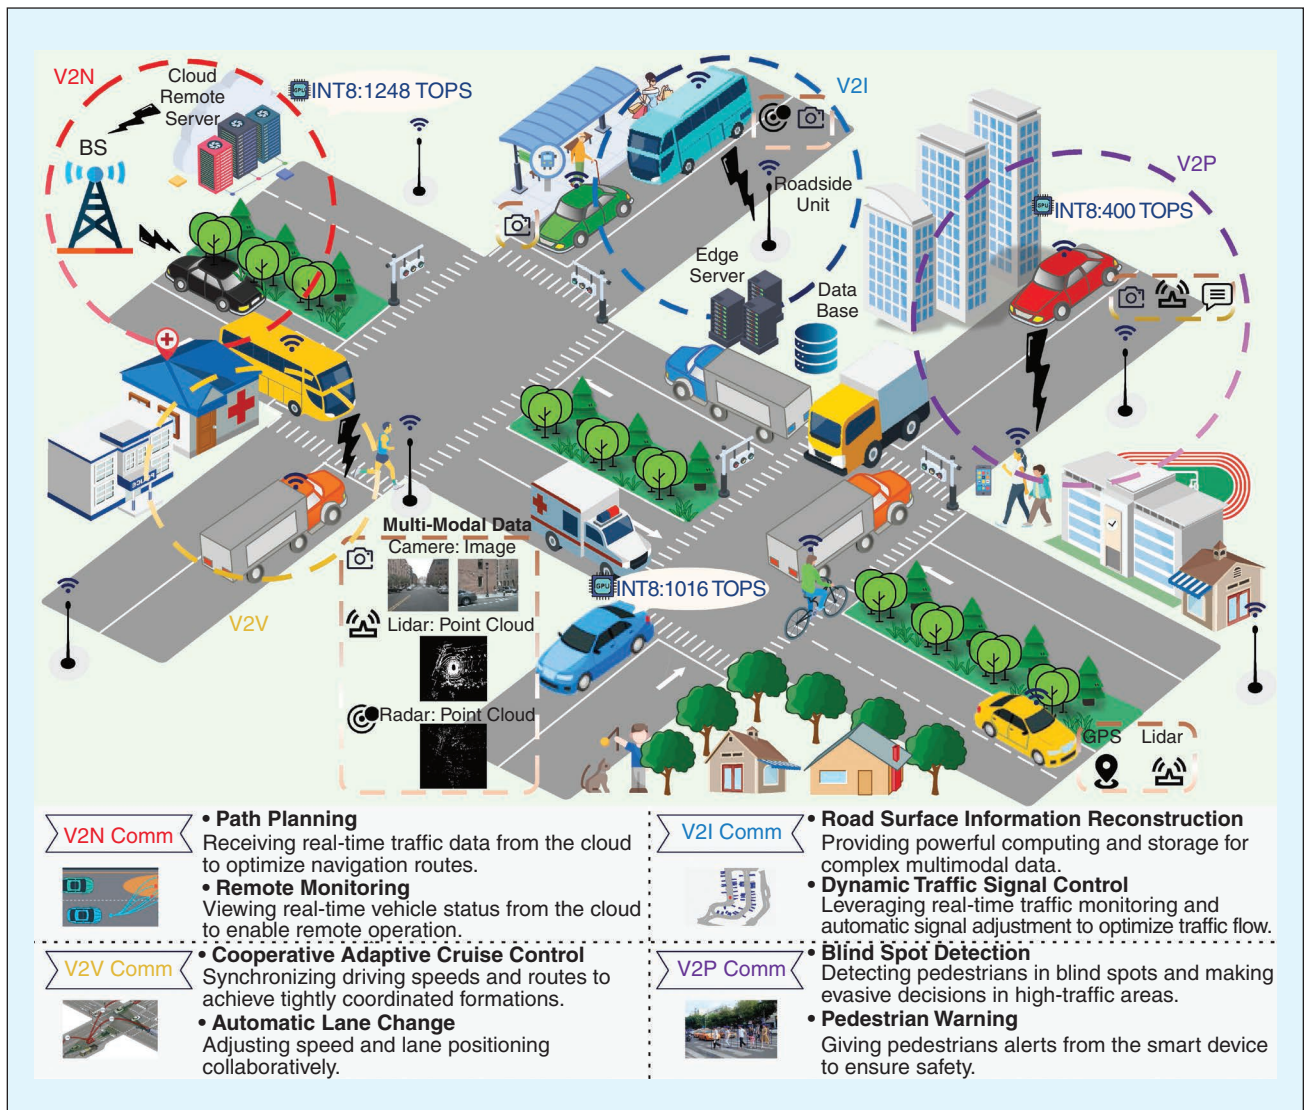 V2N
Cloud
Remote
Server
GPU
INT8:1248 TOPS
BS
V2I
Roadside
Unit
Edge
Server
Data
Base
V2P
GPU
INT8:400 TOPS
V2V
Multi-Modal Data
Camere: Image
Lidar: Point Cloud
Radar: Point Cloud
GPU
INT8:1016 TOPS
GPS
Lidar
V2N Comm
• Path Planning
Receiving real-time traffic data from the cloud
to optimize navigation routes.
• Remote Monitoring
Viewing real-time vehicle status from the cloud
to enable remote operation.
V2I Comm
• Road Surface Information Reconstruction
Providing powerful computing and storage for
complex multimodal data.
• Dynamic Traffic Signal Control
Leveraging real-time traffic monitoring and
automatic signal adjustment to optimize traffic flow.
V2V Comm
• Cooperative Adaptive Cruise Control
Synchronizing driving speeds and routes to
achieve tightly coordinated formations.
• Automatic Lane Change
Adjusting speed and lane positioning
collaboratively.
V2P Comm
• Blind Spot Detection
Detecting pedestrians in blind spots and making
evasive decisions in high-traffic areas.
• Pedestrian Warning
Giving pedestrians alerts from the smart device
to ensure safety.